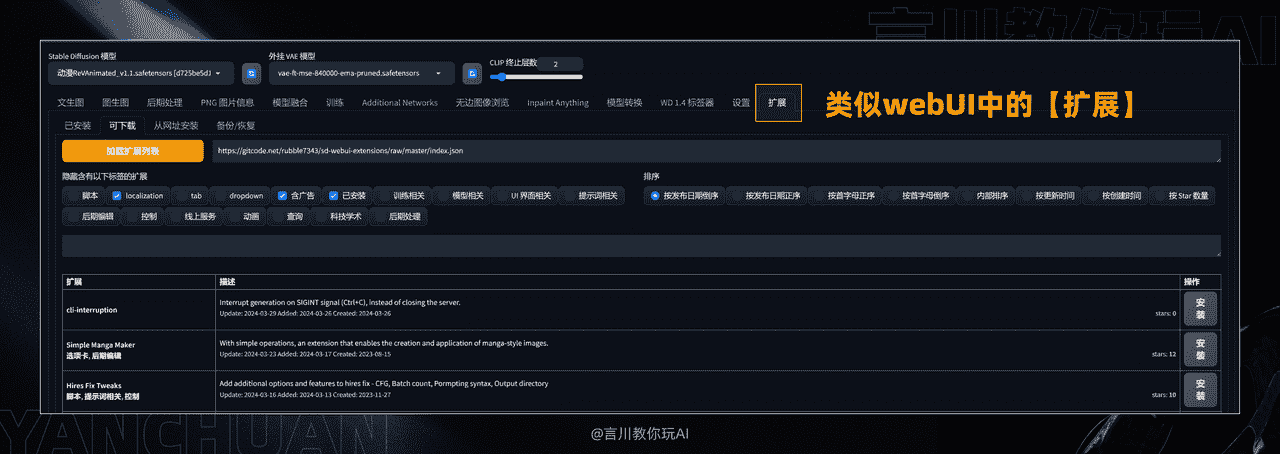 言川教你玩AI
Stable Diffusion 模型
外挂 VAE 模型
CLIP 终止层数 2
动漫ReVAnimated_v1.1.safetensors [d725be5d]
vae-ft-mse-840000-ema-pruned.safetensors
文生图 图生图 后期处理 PNG 图片信息 模型融合 训练 Additional Networks 无边图像浏览 Inpaint Anything 模型转换 WD 1.4 标签器 设置 扩展
类似webUI中的【扩展】
已安装 可下载 从网址安装 备份/恢复
加载扩展列表 https://gitcode.net/rubble7343/sd-webui-extensions/raw/master/index.json
隐藏含有以下标签的扩展
脚本 localization tab dropdown 含广告 已安装 训练相关 模型相关 UI 界面相关 提示词相关
后期编辑 控制 线上服务 动画 查询 科技学术 后期处理
排序
按发布日期倒序 按发布日期正序 按首字母正序 按首字母倒序 内部排序 按更新时间 按创建时间 按 Star 数量
扩展 描述 操作
cli-interruption
Interrupt generation on SIGINT signal (Ctrl+C), instead of closing the server.
Update: 2024-03-29 Added: 2024-03-26 Created: 2024-03-26
stars: 0
安装
Simple Manga Maker
选项卡, 后期编辑
With simple operations, an extension that enables the creation and application of manga-style images.
Update: 2024-03-23 Added: 2024-03-17 Created: 2023-08-15
stars: 12
安装
Hires Fix Tweaks
脚本, 提示词相关, 控制
Add additional options and features to hires fix - CFG, Batch count, Pormpting syntax, Output directory
Update: 2024-03-16 Added: 2024-03-13 Created: 2023-11-27
stars: 10
安装
YANCHUAN
@言川教你玩AI